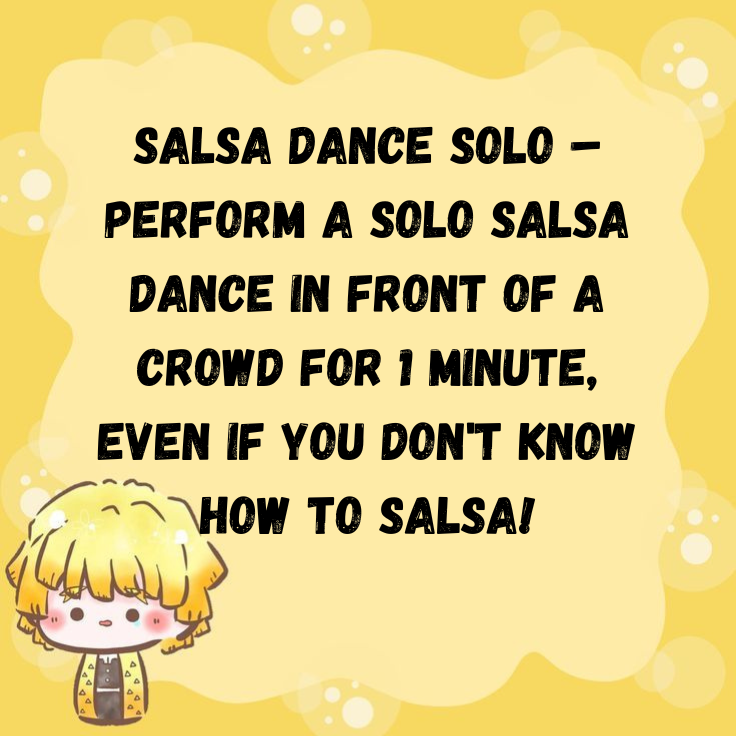 SALSA DANCE SOLO –
PERFORM A SOLO SALSA
DANCE IN FRONT OF A
CROWD FOR 1 MINUTE,
EVEN IF YOU DON'T KNOW
HOW TO SALSA!